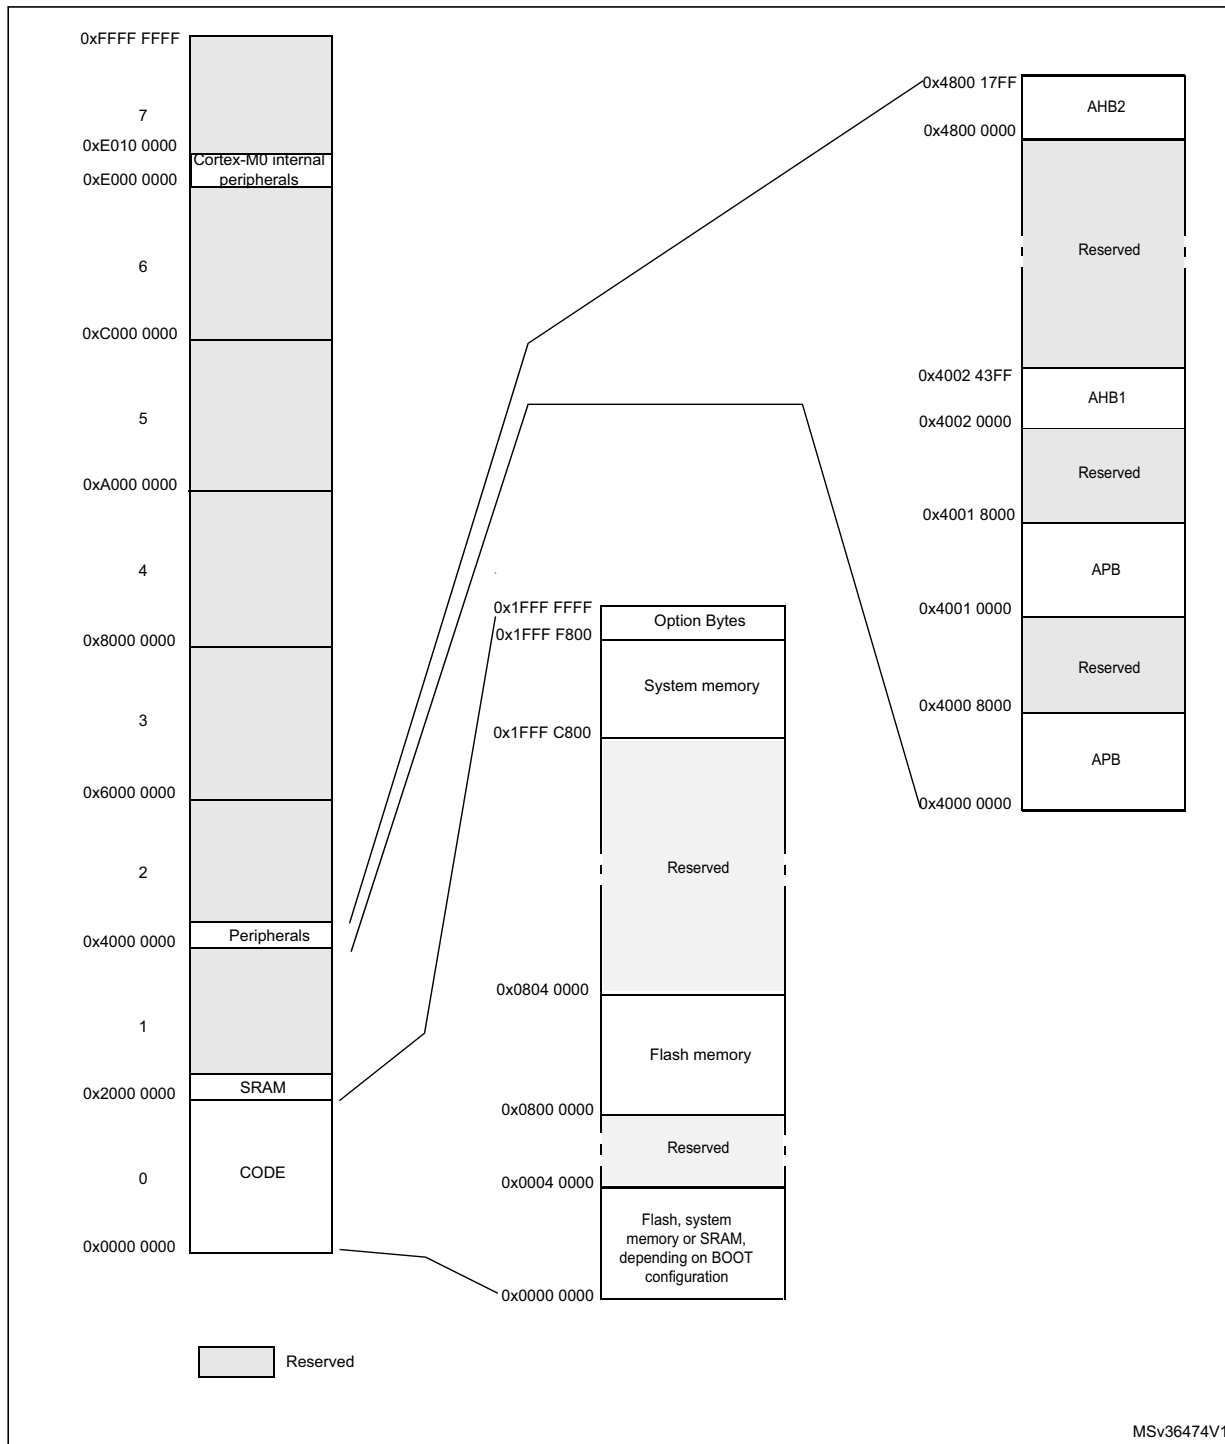 0xFFFF FFFF
7
0xE010 0000
Cortex-M0 internal
peripherals
0xE000 0000
6
0xC000 0000
5
0xA000 0000
4
0x8000 0000
3
0x6000 0000
2
Peripherals
0x4000 0000
1
SRAM
0x2000 0000
CODE
0
0x0000 0000
0x1FFF FFFF
Option Bytes
0x1FFF F800
System memory
0x1FFF C800
Reserved
0x0804 0000
Flash memory
0x0800 0000
Reserved
0x0004 0000
Flash, system
memory or SRAM,
depending on BOOT
configuration
0x0000 0000
0x4800 17FF
AHB2
0x4800 0000
Reserved
0x4002 43FF
AHB1
0x4002 0000
Reserved
0x4001 8000
APB
0x4001 0000
Reserved
0x4000 8000
APB
0x4000 0000
Reserved
MSv36474V1